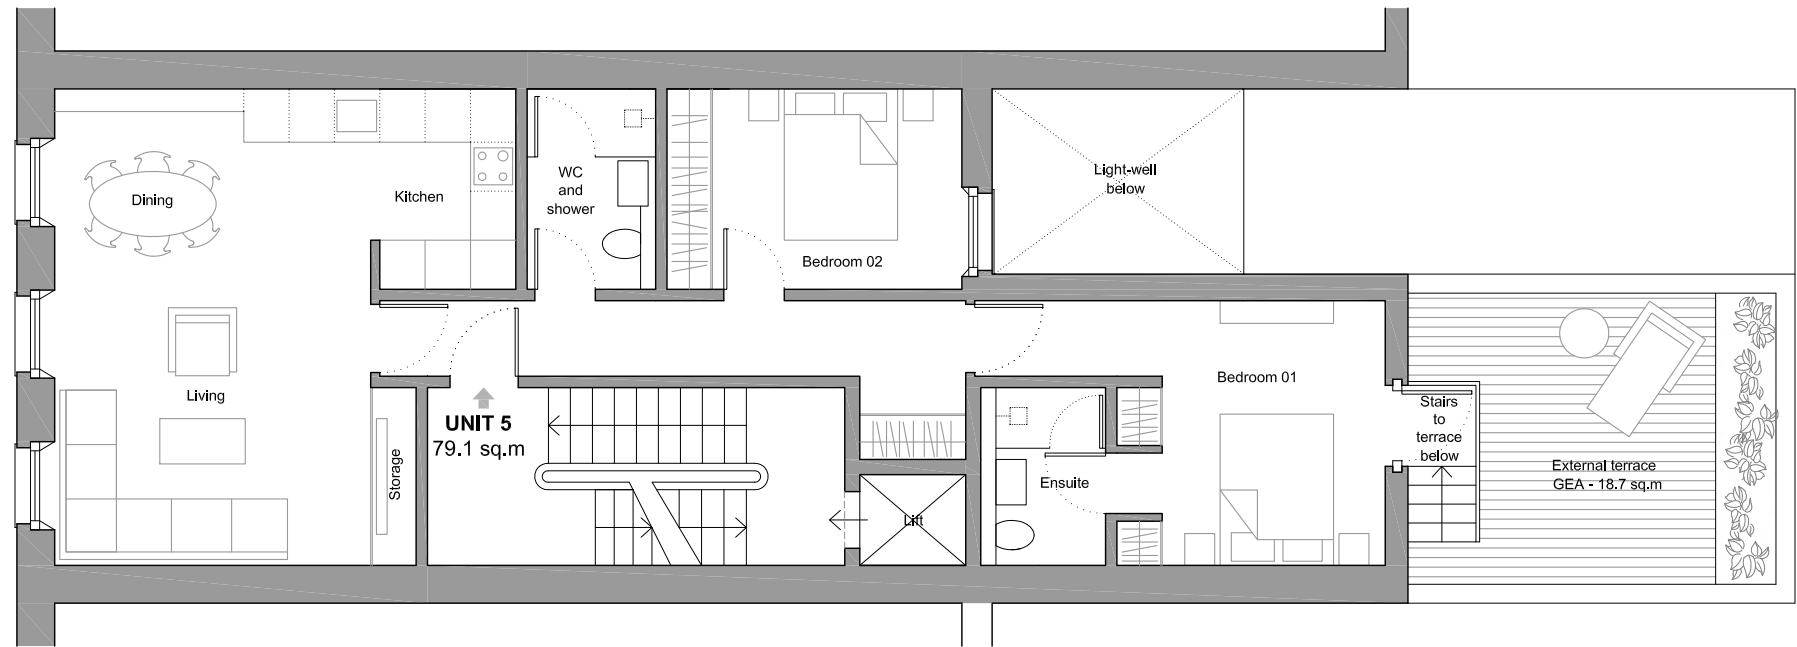 Dining
Kitchen
WC
and
shower
Bedroom 02
Light-well
below
Living
Storage
UNIT 5
79.1 sq.m
Lift
Ensuite
Bedroom 01
Stairs
to
terrace
below
External terrace
GEA - 18.7 sq.m